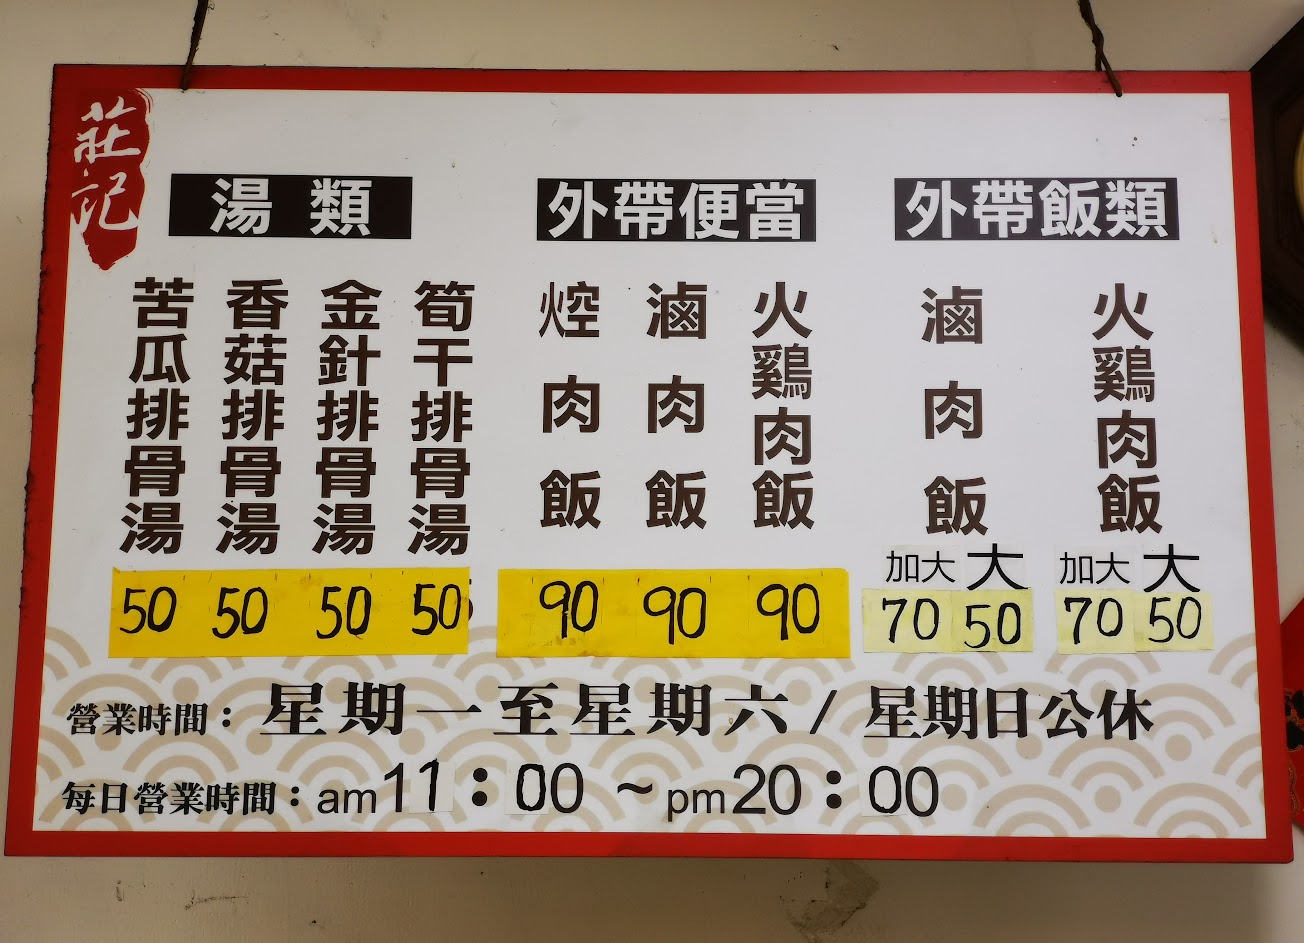 莊記
湯類
苦瓜排骨湯
50
香菇排骨湯
50
金針排骨湯
50
筍干排骨湯
50
外帶便當
焢肉飯
90
滷肉飯
90
火鷄肉飯
90
外帶飯類
滷肉飯
加大 大
70 50
火鷄肉飯
加大 大
70 50
營業時間：星期一至星期六/星期日公休
每日營業時間：am11：00～pm20：00